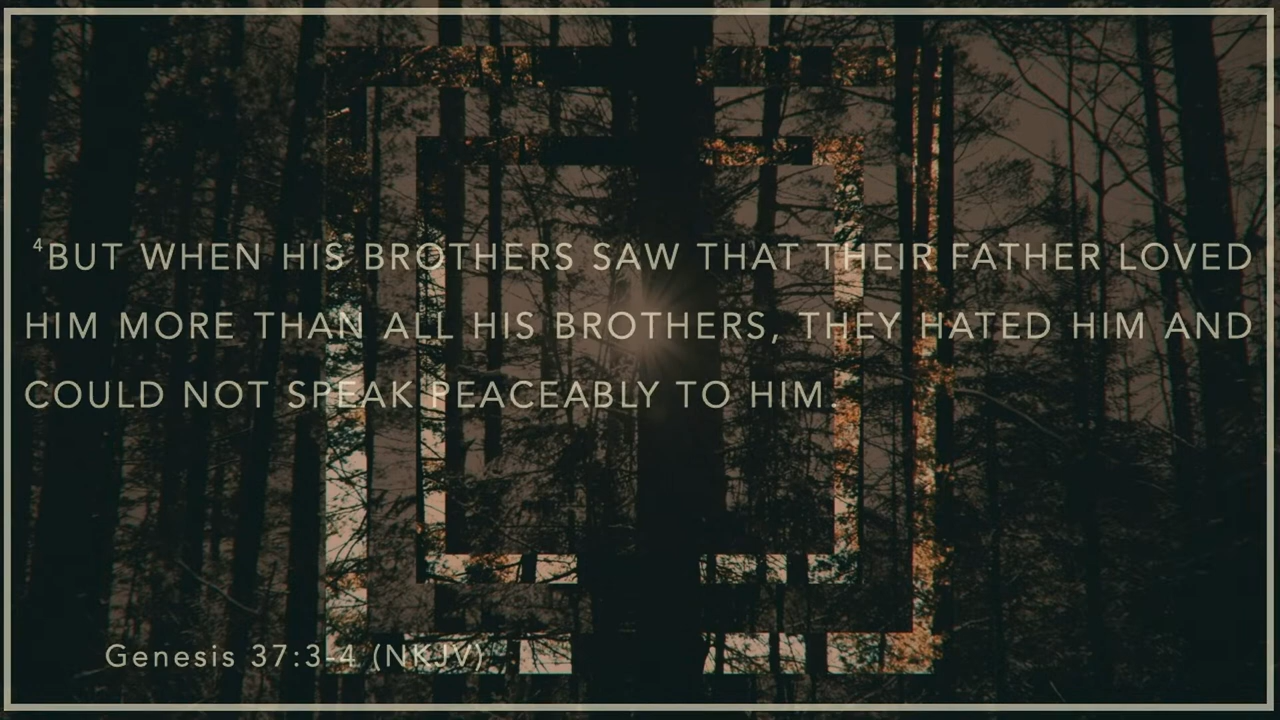 ⁴BUT WHEN HIS BROTHERS SAW THAT THEIR FATHER LOVED
HIM MORE THAN ALL HIS BROTHERS, THEY HATED HIM AND
COULD NOT SPEAK PEACEABLY TO HIM.
Genesis 37:3-4 (NKJV)